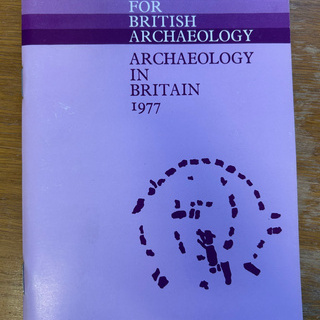 FOR
BRITISH
ARCHAEOLOGY
ARCHAEOLOGY
IN
BRITAIN
1977